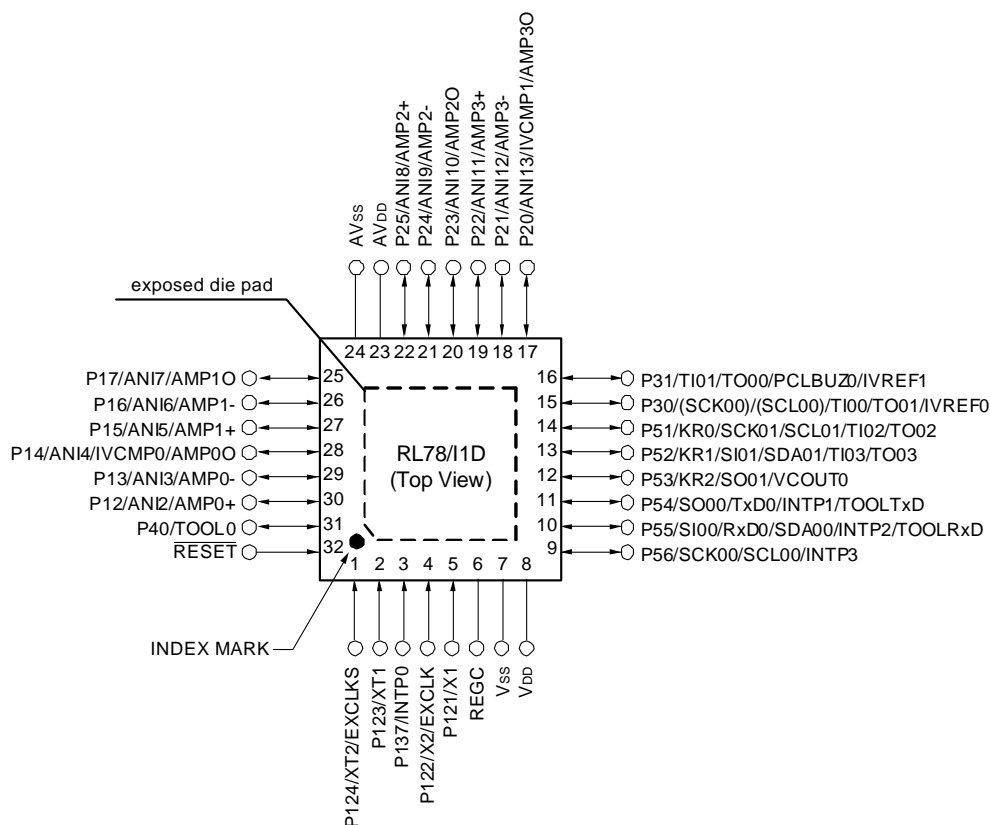 AVSS
AVDD
P25/ANI8/AMP2+
P24/ANI9/AMP2-
P23/ANI10/AMP2O
P22/ANI11/AMP3+
P21/ANI12/AMP3-
P20/ANI13/IVCMP1/AMP3O
exposed die pad
24 23 22 21 20 19 18 17
P17/ANI7/AMP1O 25
P16/ANI6/AMP1- 26
P15/ANI5/AMP1+ 27
P14/ANI4/IVCMP0/AMP0O 28
P13/ANI3/AMP0- 29
P12/ANI2/AMP0+ 30
P40/TOOL0 31
RESET 32
RL78/I1D
(Top View)
16 P31/TI01/TO00/PCLBUZ0/IVREF1
15 P30/(SCK00)/(SCL00)/TI00/TO01/IVREF0
14 P51/KR0/SCK01/SCL01/TI02/TO02
13 P52/KR1/SI01/SDA01/TI03/TO03
12 P53/KR2/SO01/VCOUT0
11 P54/SO00/TxD0/INTP1/TOOLTxD
10 P55/SI00/RxD0/SDA00/INTP2/TOOLRxD
9 P56/SCK00/SCL00/INTP3
1 2 3 4 5 6 7 8
INDEX MARK
P124/XT2/EXCLKS
P123/XT1
P137/INTP0
P122/X2/EXCLK
P121/X1
REGC
VSS
VDD